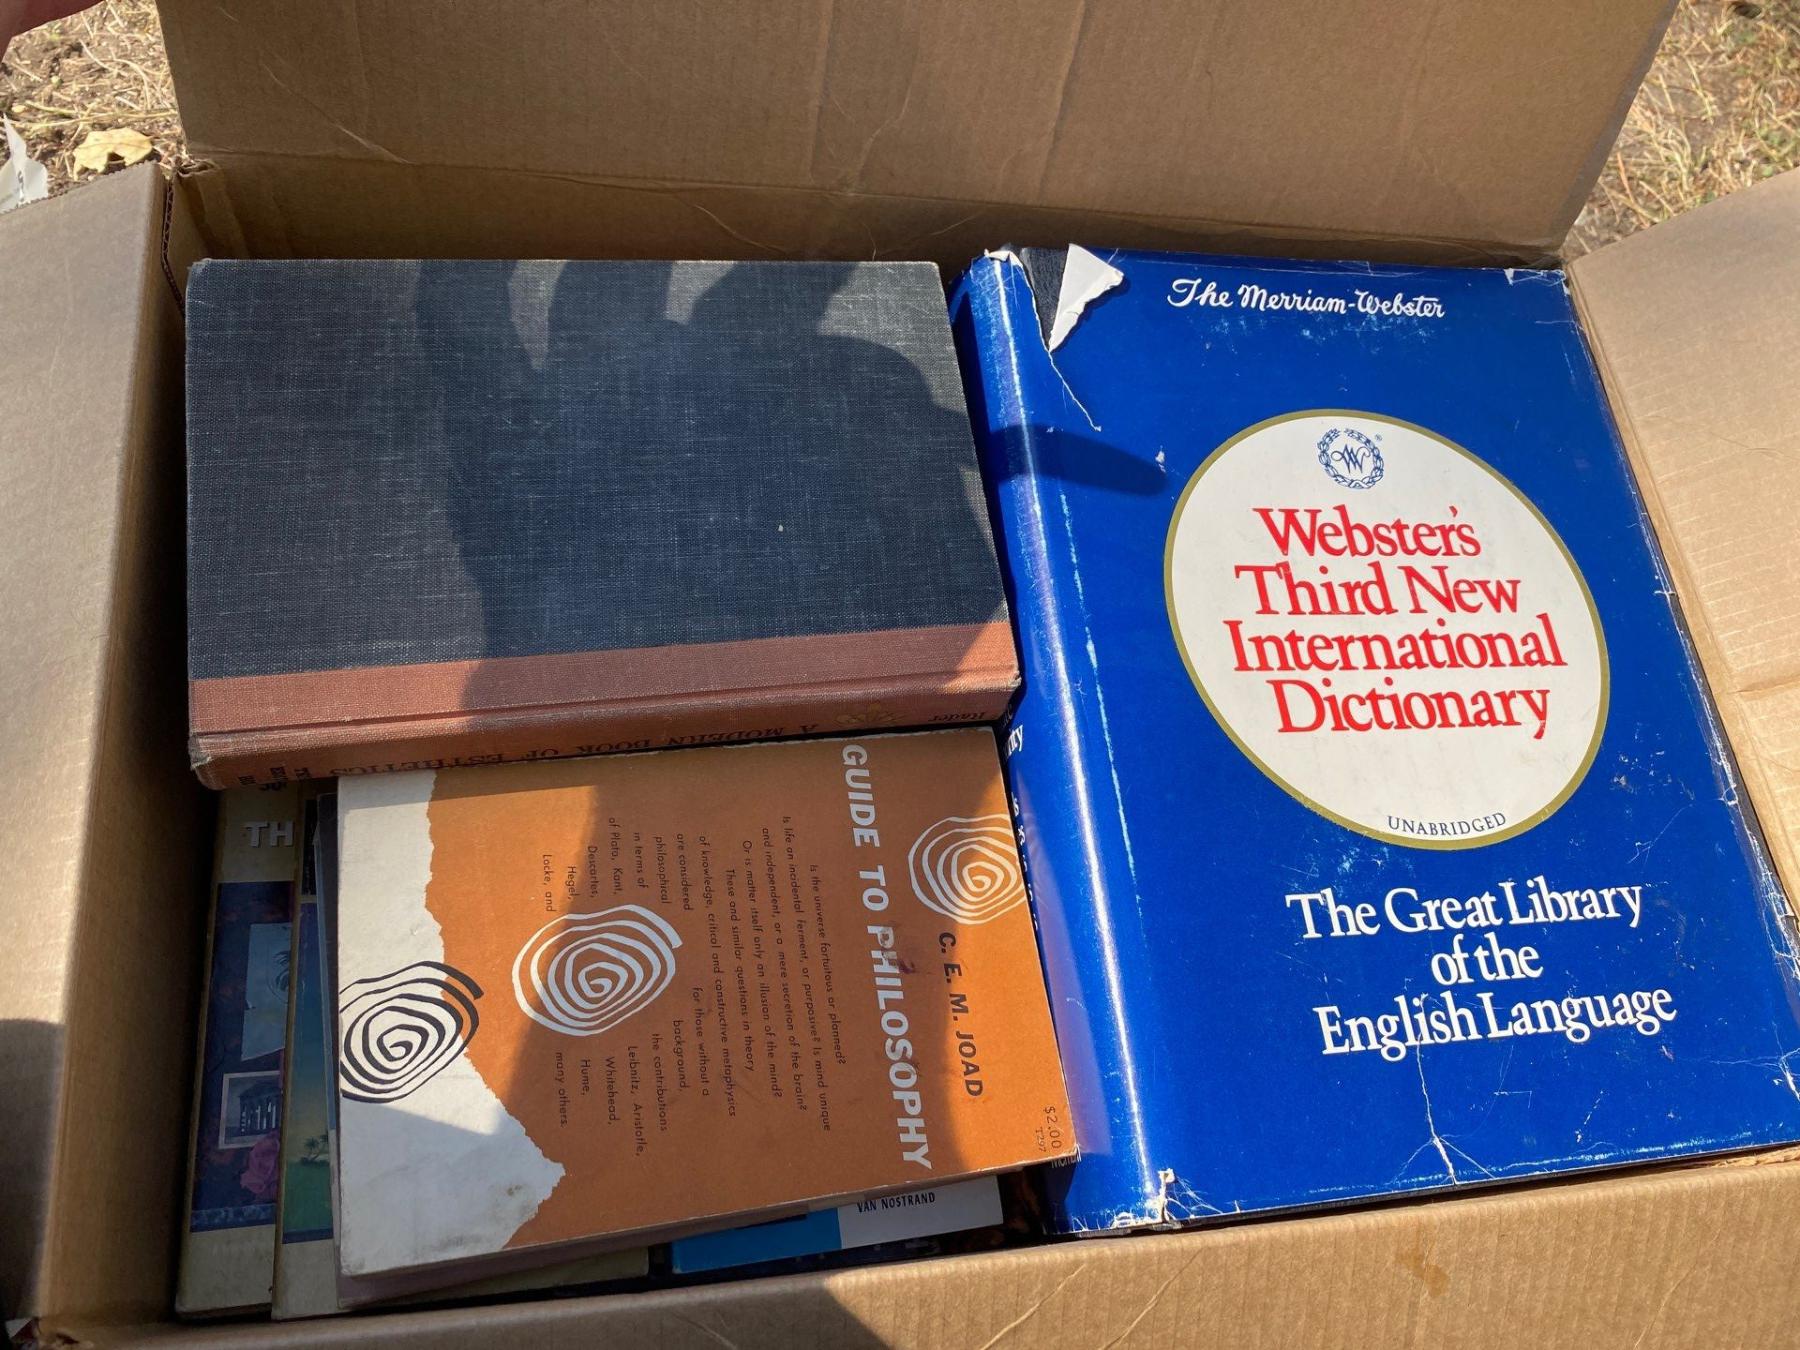 The Merriam-Webster
W
®
Webster's
Third New
International
Dictionary
UNABRIDGED
The Great Library
of the
English Language
Rader
A MODERN BOOK OF ESTHETICS
GUIDE TO PHILOSOPHY
C. E. M. JOAD
$2.00
T297
Is the universe fortuitous or planned?
Is life an incidental ferment, or purposive? Is mind unique
and independent, or a mere secretion of the brain?
Or is matter itself only an illusion of the mind?
These and similar questions in theory
of knowledge, critical and constructive metaphysics
are considered for those without a
philosophical background,
in terms of the contributions
of Plato, Kant, Leibnitz, Aristotle,
Descartes, Whitehead,
Hegel, Hume,
Locke, and many others.
TH
VAN NOSTRAND